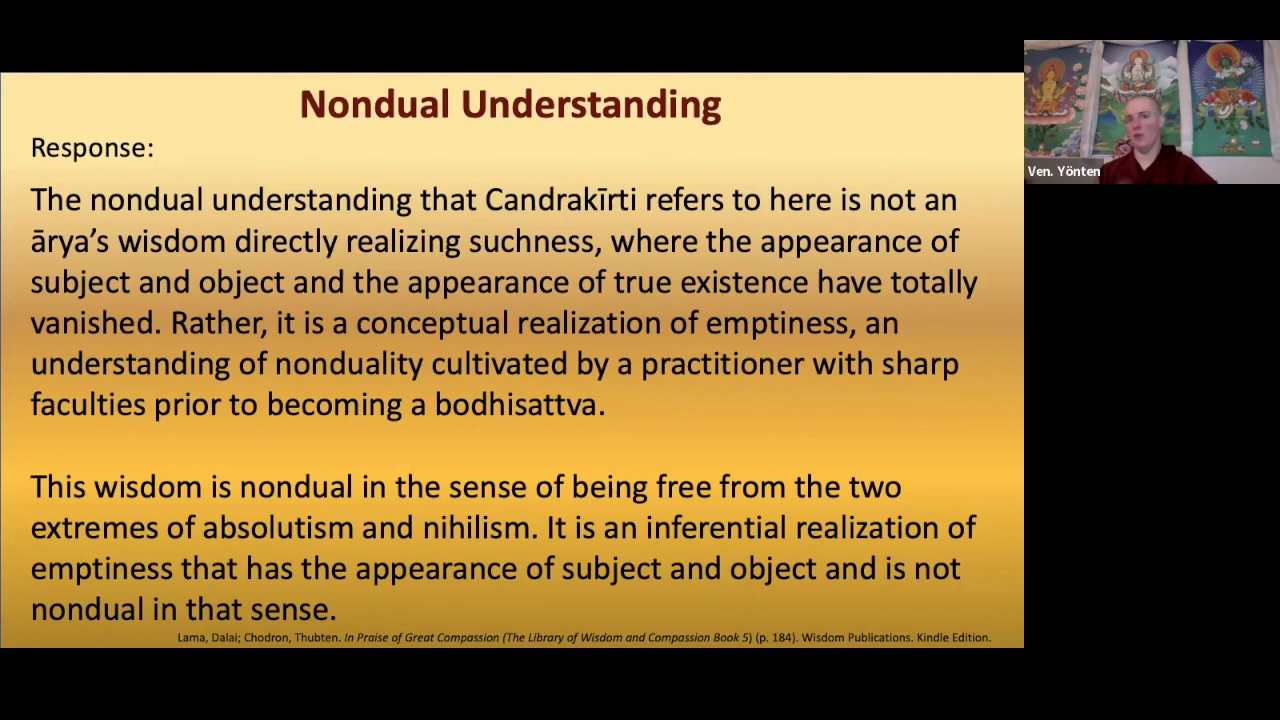 Nondual Understanding
Response:
The nondual understanding that Candrakīrti refers to here is not an
ārya’s wisdom directly realizing suchness, where the appearance of
subject and object and the appearance of true existence have totally
vanished. Rather, it is a conceptual realization of emptiness, an
understanding of nonduality cultivated by a practitioner with sharp
faculties prior to becoming a bodhisattva.
This wisdom is nondual in the sense of being free from the two
extremes of absolutism and nihilism. It is an inferential realization of
emptiness that has the appearance of subject and object and is not
nondual in that sense.
Lama, Dalai; Chodron, Thubten. In Praise of Great Compassion (The Library of Wisdom and Compassion Book 5) (p. 184). Wisdom Publications. Kindle Edition.
Ven. Yönten